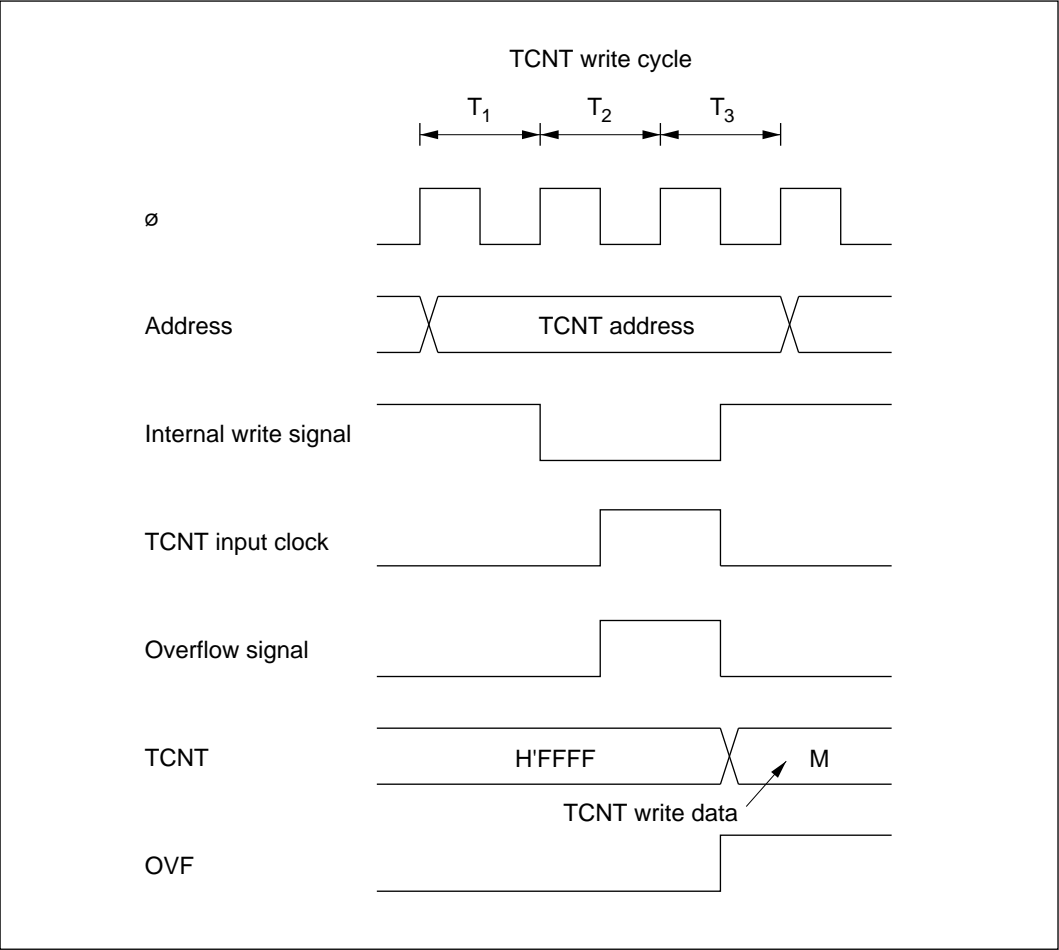 TCNT write cycle
T1 T2 T3
ø
Address TCNT address
Internal write signal
TCNT input clock
Overflow signal
TCNT H'FFFF M
TCNT write data
OVF